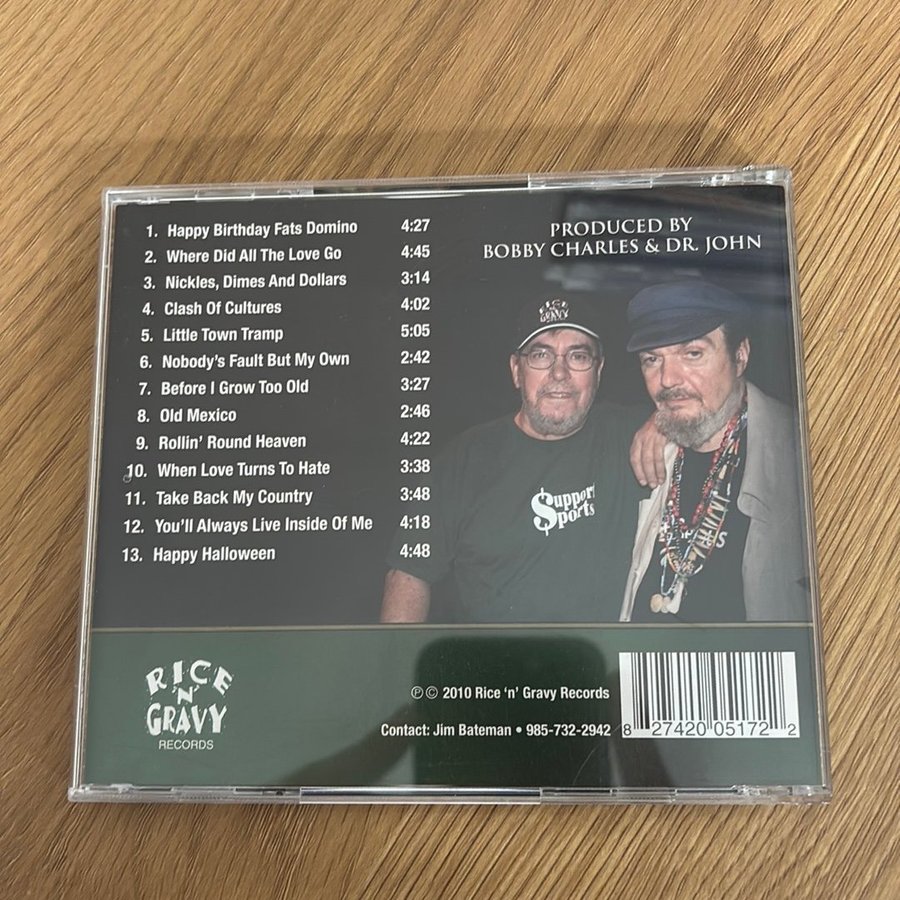 1. Happy Birthday Fats Domino 4:27
2. Where Did All The Love Go 4:45
3. Nickles, Dimes And Dollars 3:14
4. Clash Of Cultures 4:02
5. Little Town Tramp 5:05
6. Nobody's Fault But My Own 2:42
7. Before I Grow Too Old 3:27
8. Old Mexico 2:46
9. Rollin' Round Heaven 4:22
10. When Love Turns To Hate 3:38
11. Take Back My Country 3:48
12. You'll Always Live Inside Of Me 4:18
13. Happy Halloween 4:48
PRODUCED BY
BOBBY CHARLES & DR. JOHN
RICE
'N'
GRAVY
$upport
$ports
RICE
'N'
GRAVY
RECORDS
℗ © 2010 Rice 'n' Gravy Records
Contact: Jim Bateman • 985-732-2942
8 27420 05172 2